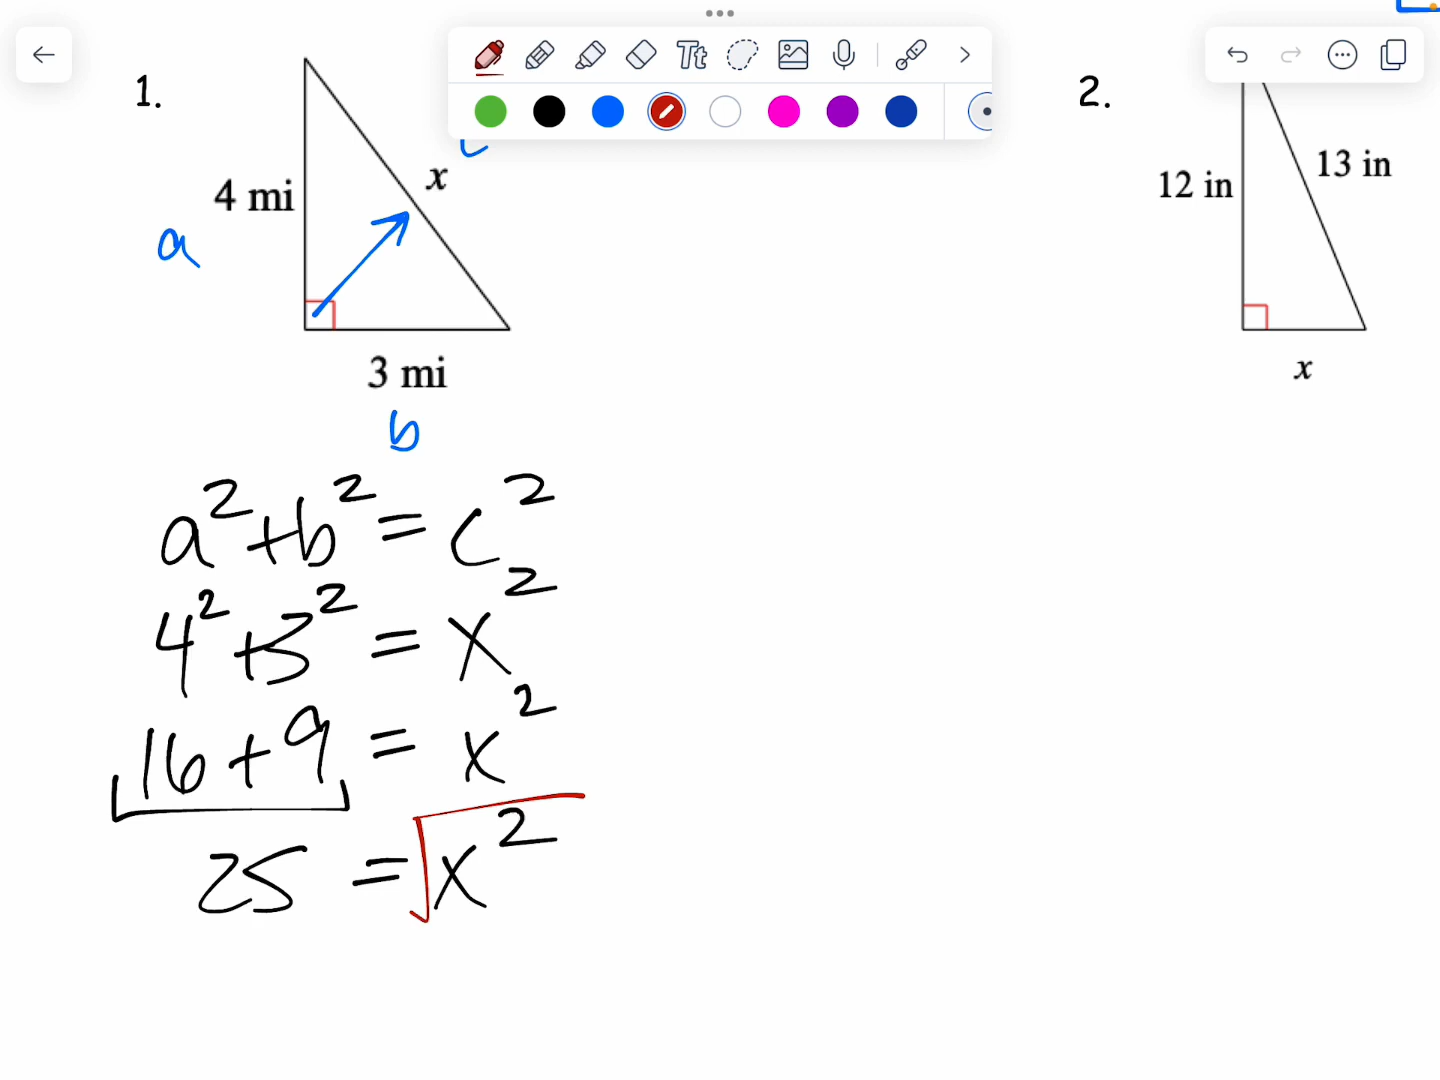 1.
4 mi
x
a
3 mi
b
a² + b² = c²
4² + 3² = x²
16 + 9 = x²
25 = √x²
2.
12 in
13 in
x
Tt